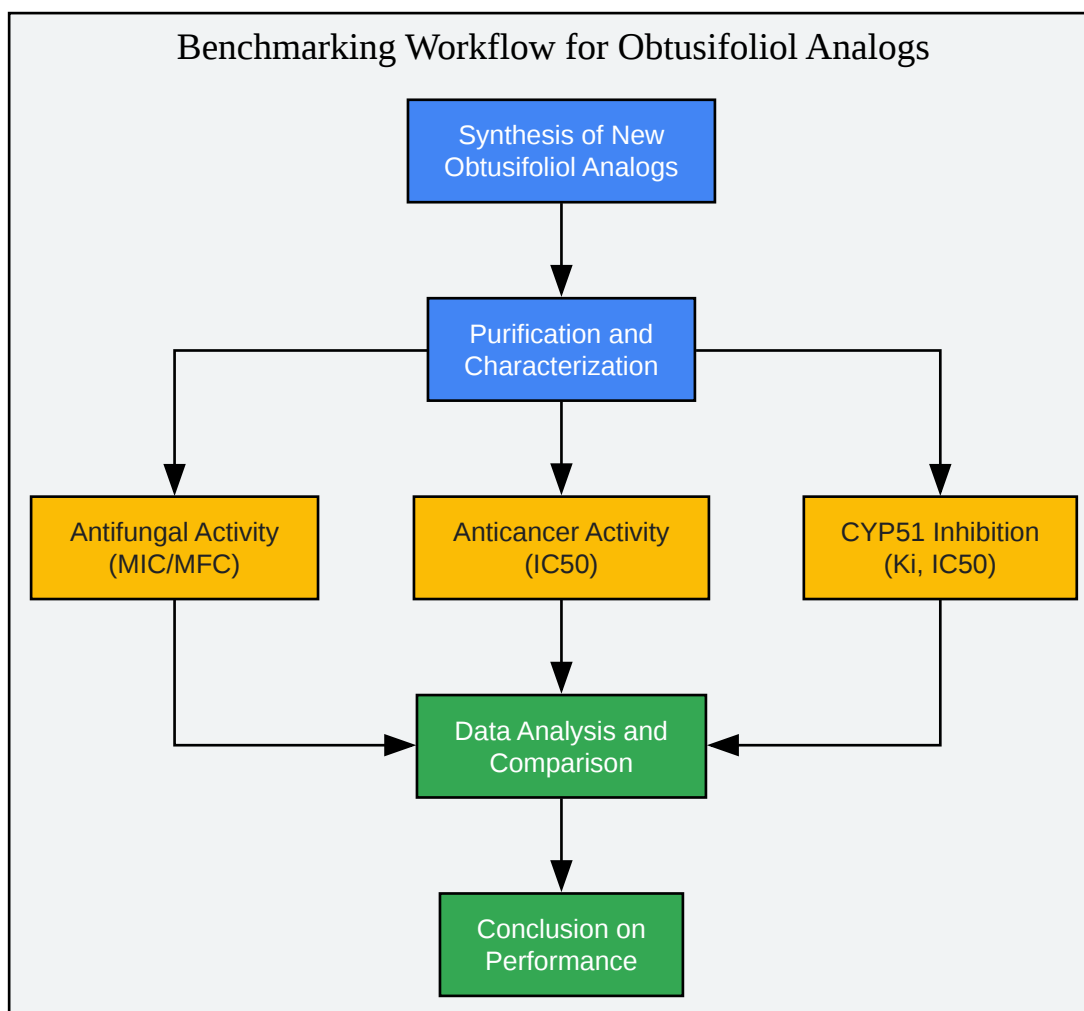 Benchmarking Workflow for Obtusifoliol Analogs
Synthesis of New
Obtusifoliol Analogs
Purification and
Characterization
Antifungal Activity
(MIC/MFC)
Anticancer Activity
(IC50)
CYP51 Inhibition
(Ki, IC50)
Data Analysis and
Comparison
Conclusion on
Performance